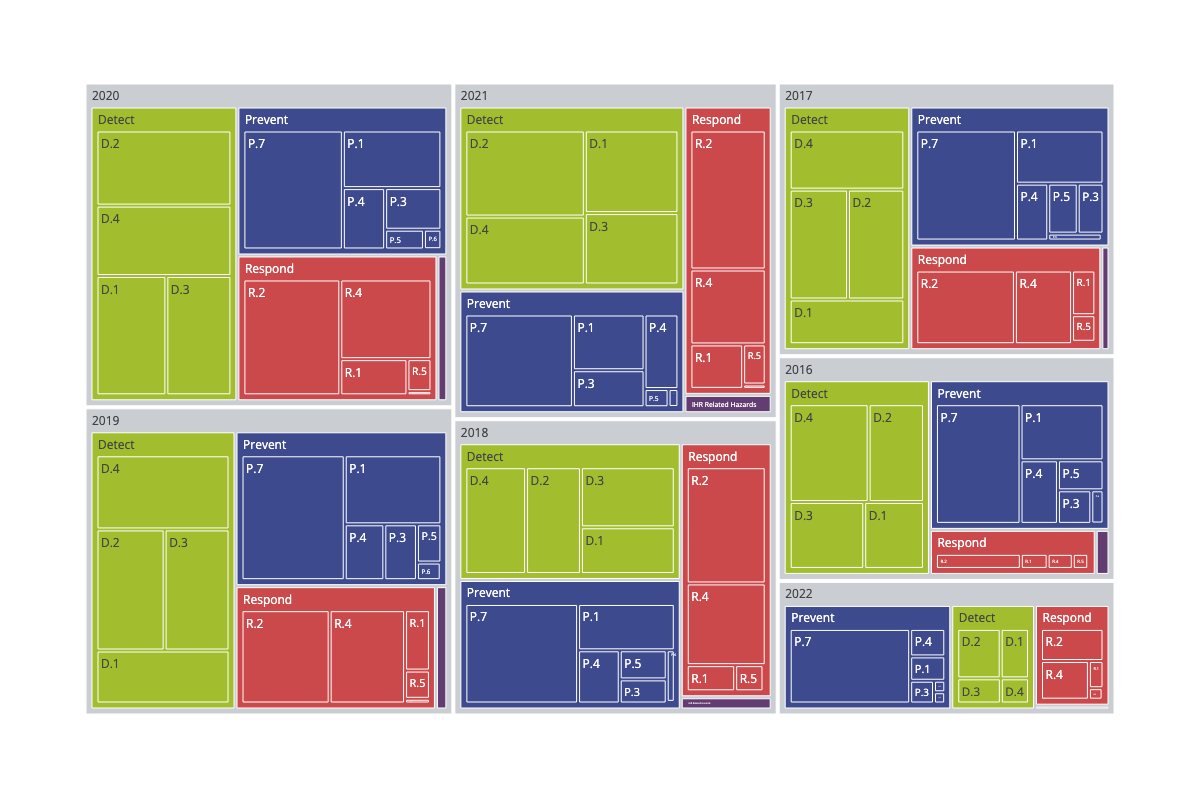 2020
Detect
D.2
D.4
D.1
D.3
Prevent
P.7
P.1
P.4
P.3
P.5
P.6
Respond
R.2
R.4
R.1
R.5
2021
Detect
D.2
D.1
D.4
D.3
Prevent
P.7
P.1
P.4
P.3
P.5
Respond
R.2
R.4
R.1
R.5
IHR Related Hazards
2017
Detect
D.4
D.3
D.2
D.1
Prevent
P.7
P.1
P.4
P.5
P.3
Respond
R.2
R.4
R.1
R.5
2019
Detect
D.4
D.2
D.3
D.1
Prevent
P.7
P.1
P.4
P.3
P.5
P.6
Respond
R.2
R.4
R.1
R.5
2018
Detect
D.4
D.2
D.3
D.1
Prevent
P.7
P.1
P.4
P.5
P.3
Respond
R.2
R.4
R.1
R.5
2016
Detect
D.4
D.2
D.3
D.1
Prevent
P.7
P.1
P.4
P.5
P.3
Respond
R.2
R.1
R.4
R.5
2022
Prevent
P.7
P.4
P.1
P.3
Detect
D.2
D.1
D.3
D.4
Respond
R.2
R.4